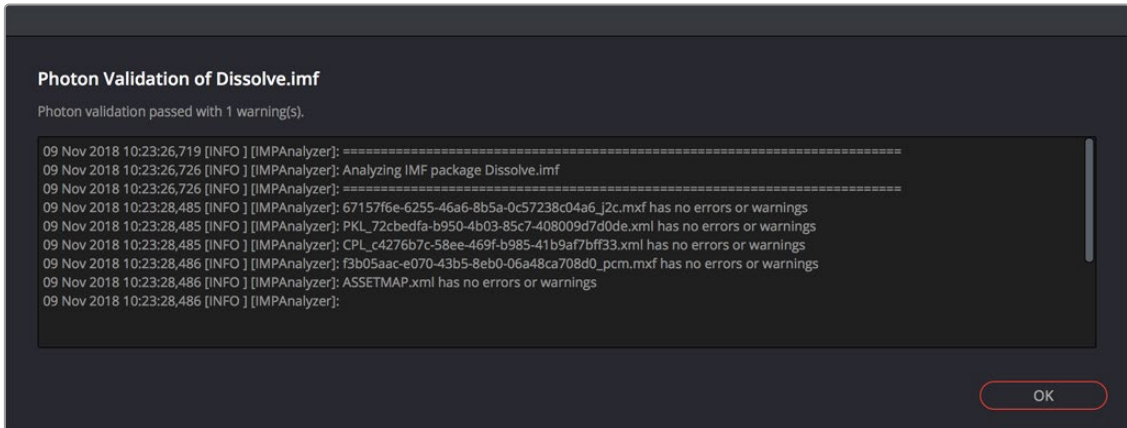 Photon Validation of Dissolve.imf
Photon validation passed with 1 warning(s).
09 Nov 2018 10:23:26,719 [INFO ] [IMPAnalyzer]: ==========================================================================
09 Nov 2018 10:23:26,726 [INFO ] [IMPAnalyzer]: Analyzing IMF package Dissolve.imf
09 Nov 2018 10:23:26,726 [INFO ] [IMPAnalyzer]: ==========================================================================
09 Nov 2018 10:23:28,485 [INFO ] [IMPAnalyzer]: 67157f6e-6255-46a6-8b5a-0c57238c04a6_j2c.mxf has no errors or warnings
09 Nov 2018 10:23:28,485 [INFO ] [IMPAnalyzer]: PKL_72cbedfa-b950-4b03-85c7-408009d7d0de.xml has no errors or warnings
09 Nov 2018 10:23:28,485 [INFO ] [IMPAnalyzer]: CPL_c4276b7c-58ee-469f-b985-41b9af7bff33.xml has no errors or warnings
09 Nov 2018 10:23:28,486 [INFO ] [IMPAnalyzer]: f3b05aac-e070-43b5-8eb0-06a48ca708d0_pcm.mxf has no errors or warnings
09 Nov 2018 10:23:28,486 [INFO ] [IMPAnalyzer]: ASSETMAP.xml has no errors or warnings
09 Nov 2018 10:23:28,486 [INFO ] [IMPAnalyzer]:
OK